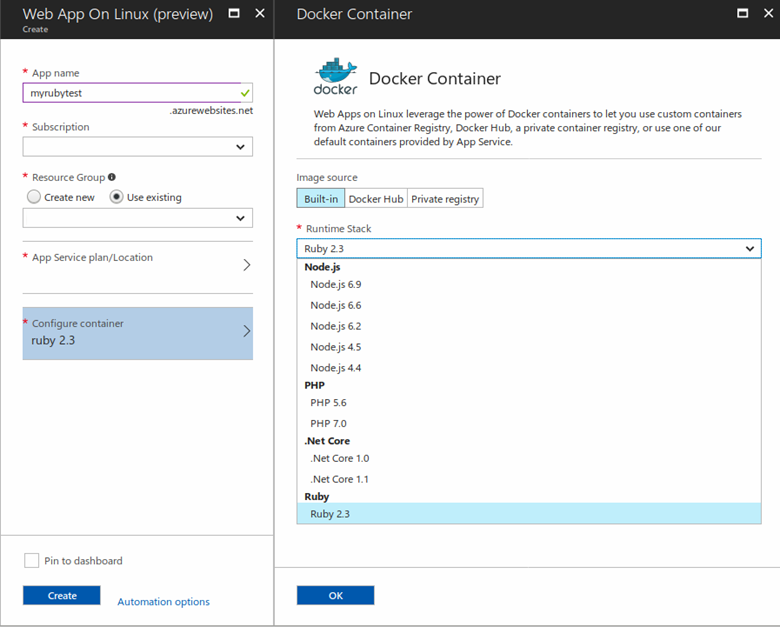 Web App On Linux (preview)
Create
* App name
myrubytest
.azurewebsites.net
* Subscription
* Resource Group
Create new
Use existing
* App Service plan/Location
* Configure container
ruby 2.3
Pin to dashboard
Create
Automation options
Docker Container
docker
Docker Container
Web Apps on Linux leverage the power of Docker containers to let you use custom containers
from Azure Container Registry, Docker Hub, a private container registry, or use one of our
default containers provided by App Service.
Image source
Built-in
Docker Hub
Private registry
* Runtime Stack
Ruby 2.3
Node.js
Node.js 6.9
Node.js 6.6
Node.js 6.2
Node.js 4.5
Node.js 4.4
PHP
PHP 5.6
PHP 7.0
.Net Core
.Net Core 1.0
.Net Core 1.1
Ruby
Ruby 2.3
OK